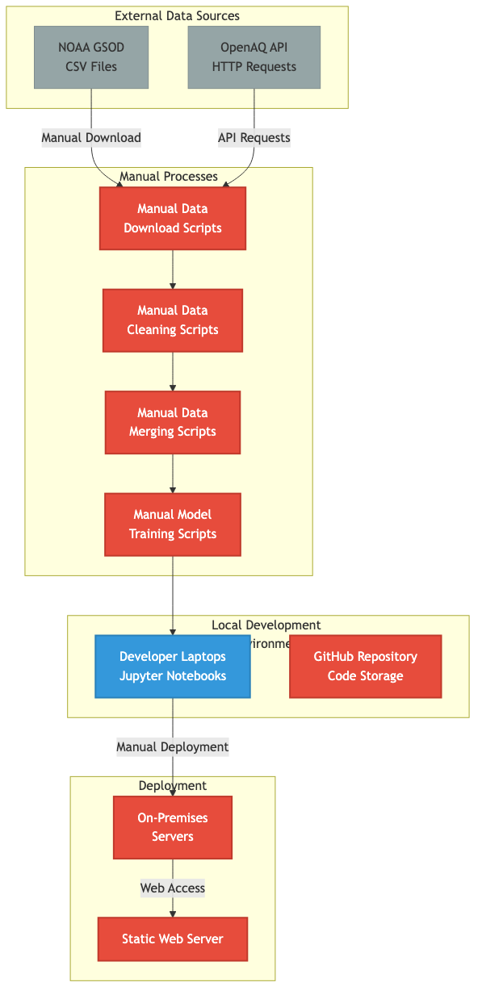 External Data Sources
NOAA GSOD
CSV Files
OpenAQ API
HTTP Requests
Manual Download
API Requests
Manual Processes
Manual Data
Download Scripts
Manual Data
Cleaning Scripts
Manual Data
Merging Scripts
Manual Model
Training Scripts
Local Development
Developer Laptops
Jupyter Notebooks
GitHub Repository
Code Storage
Manual Deployment
Deployment
On-Premises
Servers
Web Access
Static Web Server